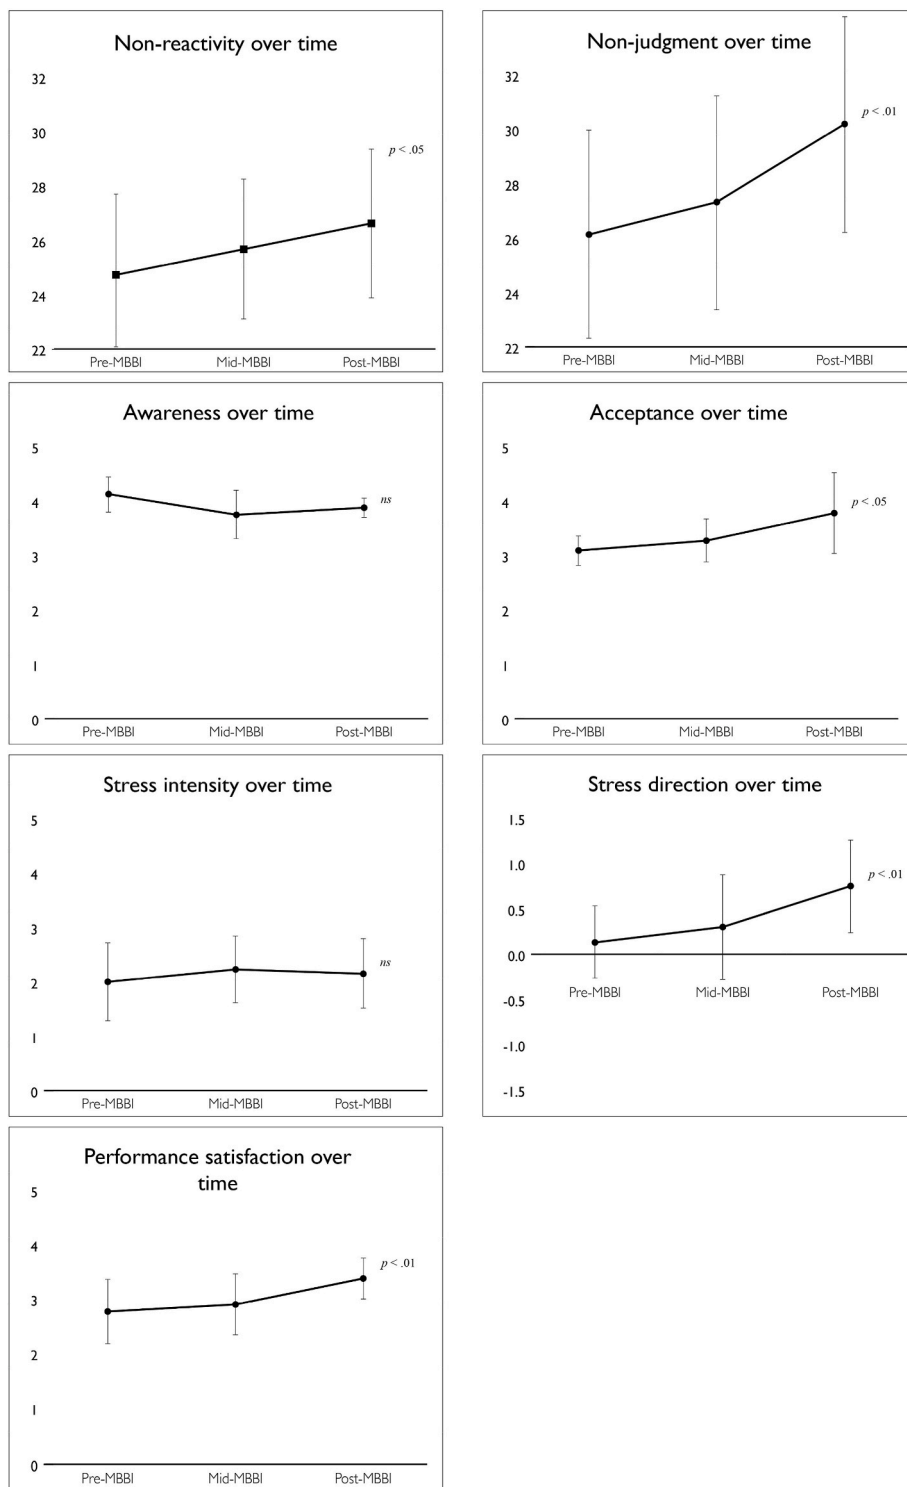 Non-reactivity over time
32
30
p < .05
28
26
24
22
Pre-MBBI Mid-MBBI Post-MBBI
Non-judgment over time
32
p < .01
30
28
26
24
22
Pre-MBBI Mid-MBBI Post-MBBI
Awareness over time
5
4
ns
3
2
1
0
Pre-MBBI Mid-MBBI Post-MBBI
Acceptance over time
5
4
p < .05
3
2
1
0
Pre-MBBI Mid-MBBI Post-MBBI
Stress intensity over time
5
4
3
ns
2
1
0
Pre-MBBI Mid-MBBI Post-MBBI
Stress direction over time
1.5
1.0
p < .01
0.5
0.0
Pre-MBBI Mid-MBBI Post-MBBI
-0.5
-1.0
-1.5
Performance satisfaction over
time
5
4
p < .01
3
2
1
0
Pre-MBBI Mid-MBBI Post-MBBI